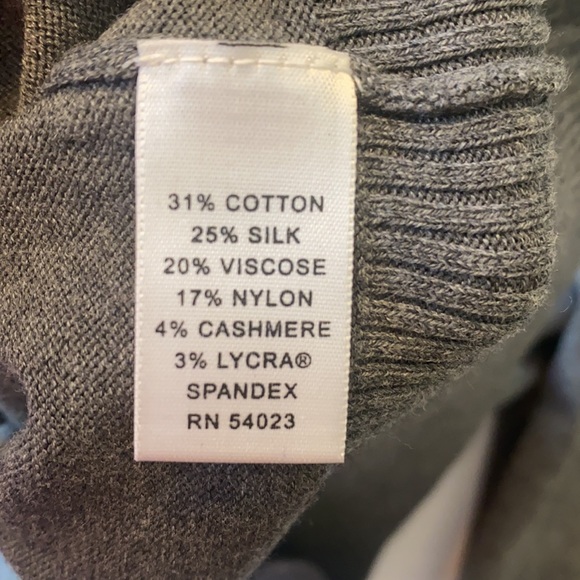 31% COTTON
25% SILK
20% VISCOSE
17% NYLON
4% CASHMERE
3% LYCRA®
SPANDEX
RN 54023